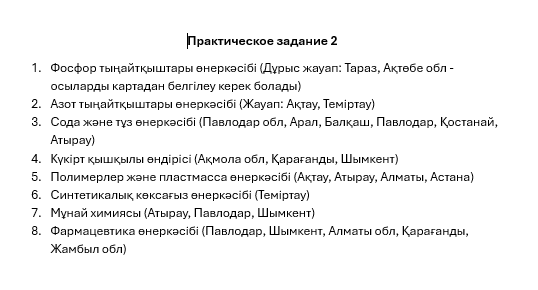 Практическое задание 2
1. Фосфор тыңайтқыштары өнеркәсібі (Дұрыс жауап: Тараз, Ақтөбе обл -
осыларды картадан белгілеу керек болады)
2. Азот тыңайтқыштары өнеркәсібі (Жауап: Ақтау, Теміртау)
3. Сода және тұз өнеркәсібі (Павлодар обл, Арал, Балқаш, Павлодар, Қостанай,
Атырау)
4. Күкірт қышқылы өндірісі (Ақмола обл, Қарағанды, Шымкент)
5. Полимерлер және пластмасса өнеркәсібі (Ақтау, Атырау, Алматы, Астана)
6. Синтетикалық көксағыз өнеркәсібі (Теміртау)
7. Мұнай химиясы (Атырау, Павлодар, Шымкент)
8. Фармацевтика өнеркәсібі (Павлодар, Шымкент, Алматы обл, Қарағанды,
Жамбыл обл)